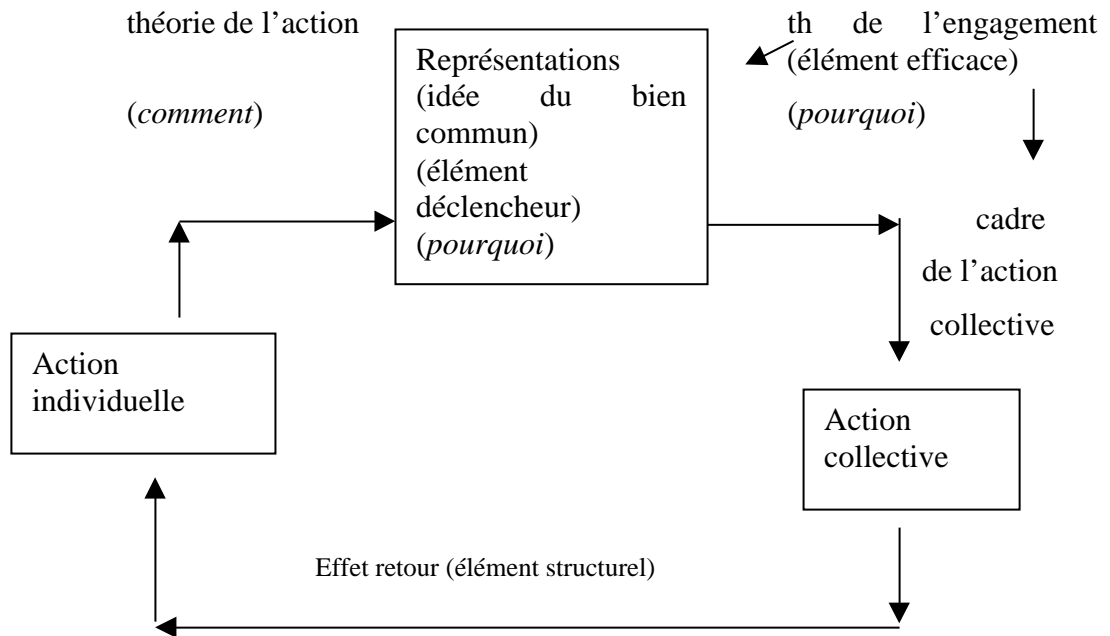 théorie de l’action
(comment)
Représentations
(idée du bien
commun)
(élément
déclencheur)
(pourquoi)
th de l’engagement
(élément efficace)
(pourquoi)
cadre
de l’action
collective
Action
individuelle
Action
collective
Effet retour (élément structurel)